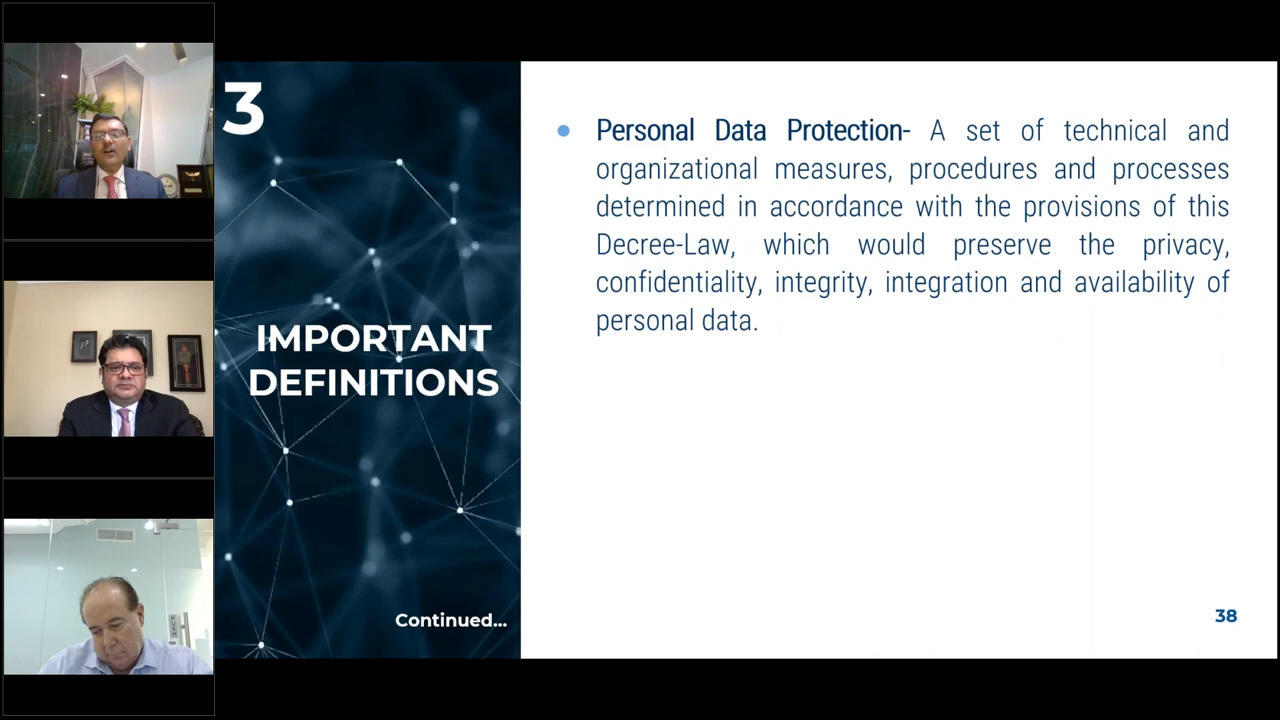 3
IMPORTANT
DEFINITIONS
Continued...
Personal Data Protection- A set of technical and
organizational measures, procedures and processes
determined in accordance with the provisions of this
Decree-Law, which would preserve the privacy,
confidentiality, integrity, integration and availability of
personal data.
38